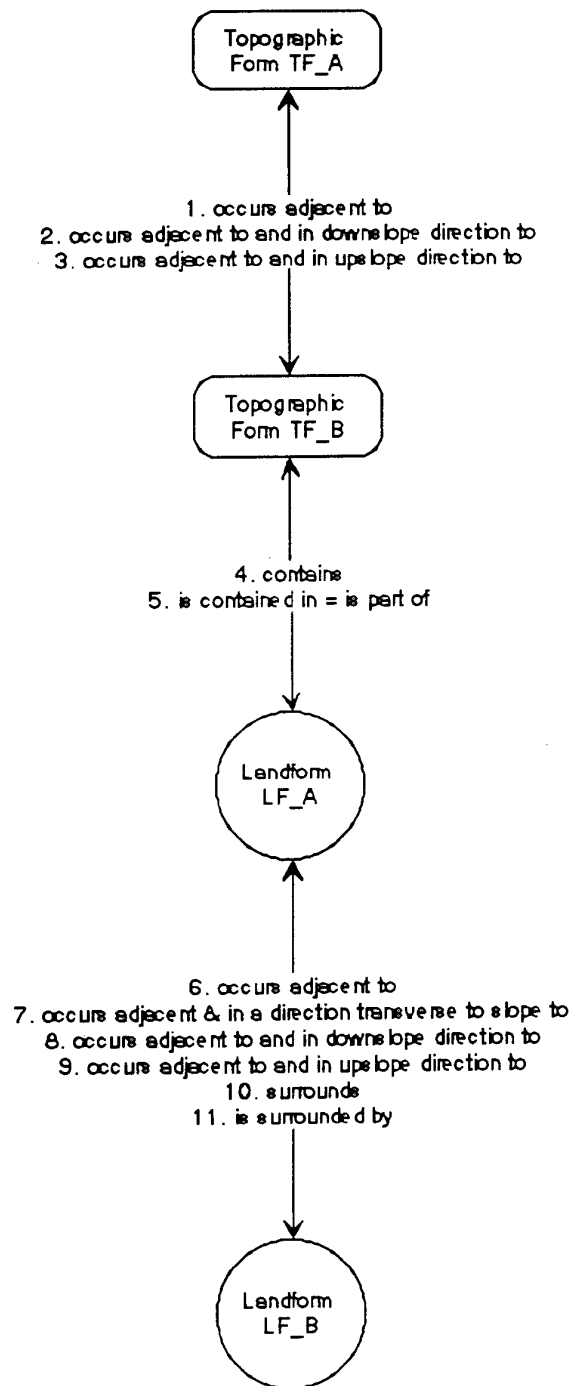 Topographic
Form TF_A
1. occurs adjacent to
2. occurs adjacent to and in downslope direction to
3. occurs adjacent to and in upslope direction to
Topographic
Form TF_B
4. contains
5. is contained in = is part of
Landform
LF_A
6. occurs adjacent to
7. occurs adjacent & in a direction transverse to slope to
8. occurs adjacent to and in downslope direction to
9. occurs adjacent to and in upslope direction to
10. surrounds
11. is surrounded by
Landform
LF_B